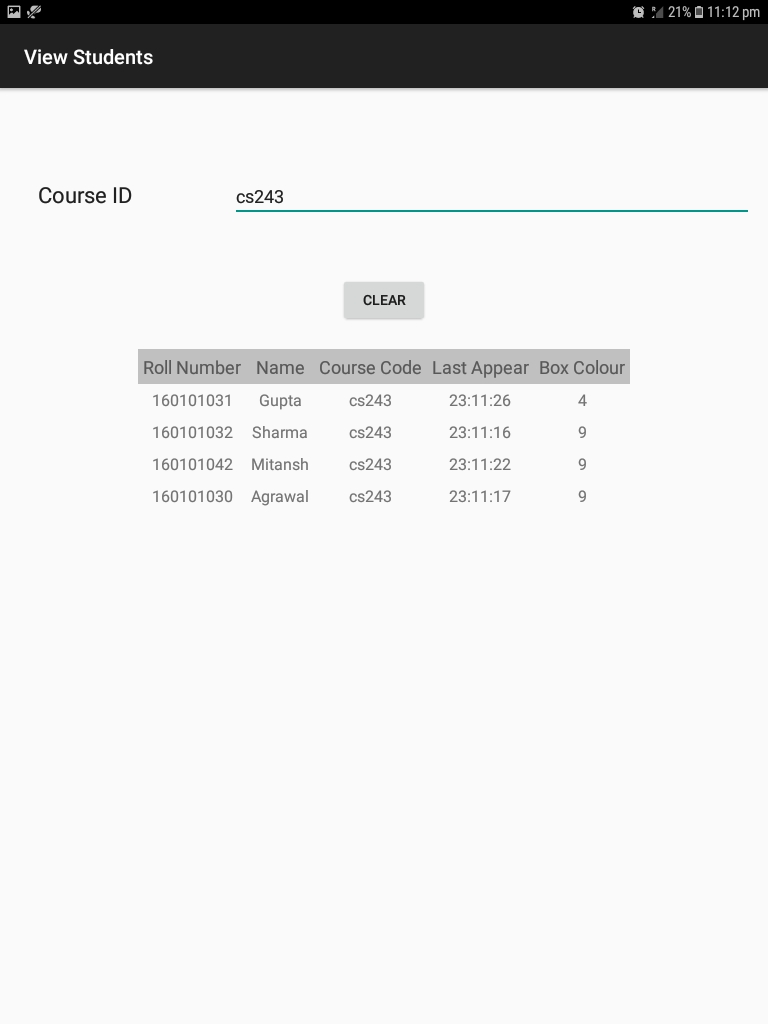 21% 11:12 pm
View Students
Course ID cs243
CLEAR
Roll Number Name Course Code Last Appear Box Colour
160101031 Gupta cs243 23:11:26 4
160101032 Sharma cs243 23:11:16 9
160101042 Mitansh cs243 23:11:22 9
160101030 Agrawal cs243 23:11:17 9